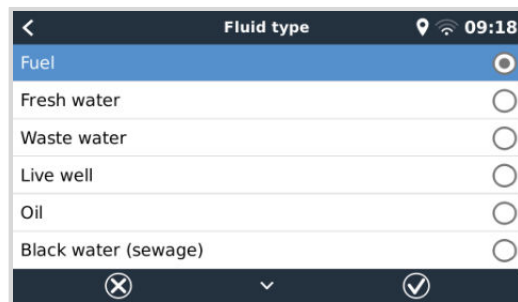 Fluid type 09:18
Fuel
Fresh water
Waste water
Live well
Oil
Black water (sewage)